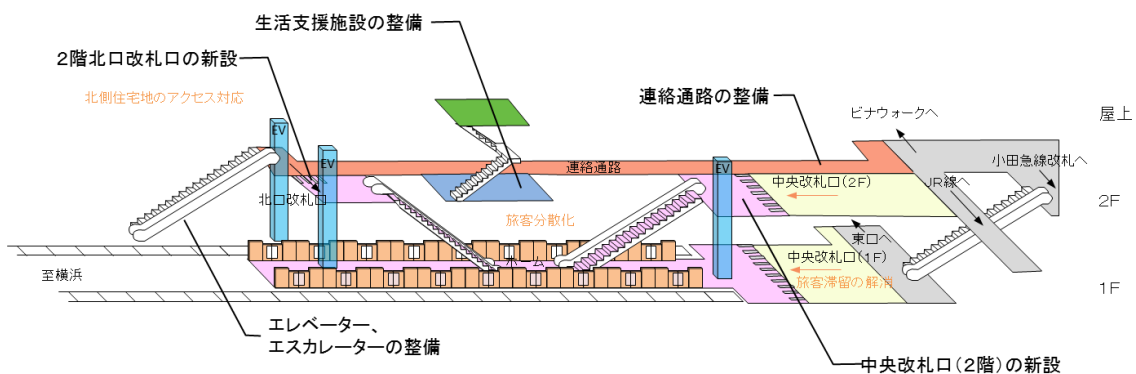 生活支援施設の整備
2階北口改札口の新設
北側住宅地のアクセス対応
連絡通路の整備
ビナウォークへ
屋上
EV
EV
EV
連絡通路
小田急線改札へ
中央改札口(2F)
JR線へ
北口改札口
2F
旅客分散化
東口へ
ホーム
中央改札口(1F)
至横浜
旅客滞留の解消
1F
エレベーター、
エスカレーターの整備
中央改札口(2階)の新設